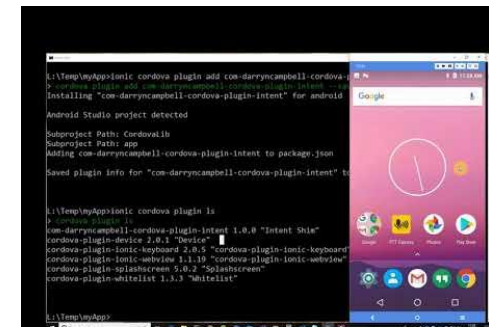 L:\Temp\myApp>ionic cordova plugin add com-darryncampbell-cordova-p
> cordova plugin add com-darryncampbell-cordova-plugin-intent
Installing "com-darryncampbell-cordova-plugin-intent" for android
Android Studio project detected
Subproject Path: CordovaLib
Subproject Path: app
Adding com-darryncampbell-cordova-plugin-intent to package.json
Saved plugin info for "com-darryncampbell-cordova-plugin-intent" to
L:\Temp\myApp>ionic cordova plugin ls
> cordova plugin ls
com-darryncampbell-cordova-plugin-intent 1.0.0 "Intent Shim"
cordova-plugin-device 2.0.1 "Device"
cordova-plugin-ionic-keyboard 2.0.5 "cordova-plugin-ionic-keyboard"
cordova-plugin-ionic-webview 1.1.19 "cordova-plugin-ionic-webview"
cordova-plugin-splashscreen 5.0.2 "Splashscreen"
cordova-plugin-whitelist 1.3.3 "Whitelist"
L:\Temp\myApp>
Google
Google
PTT Express
Photos
Play Store